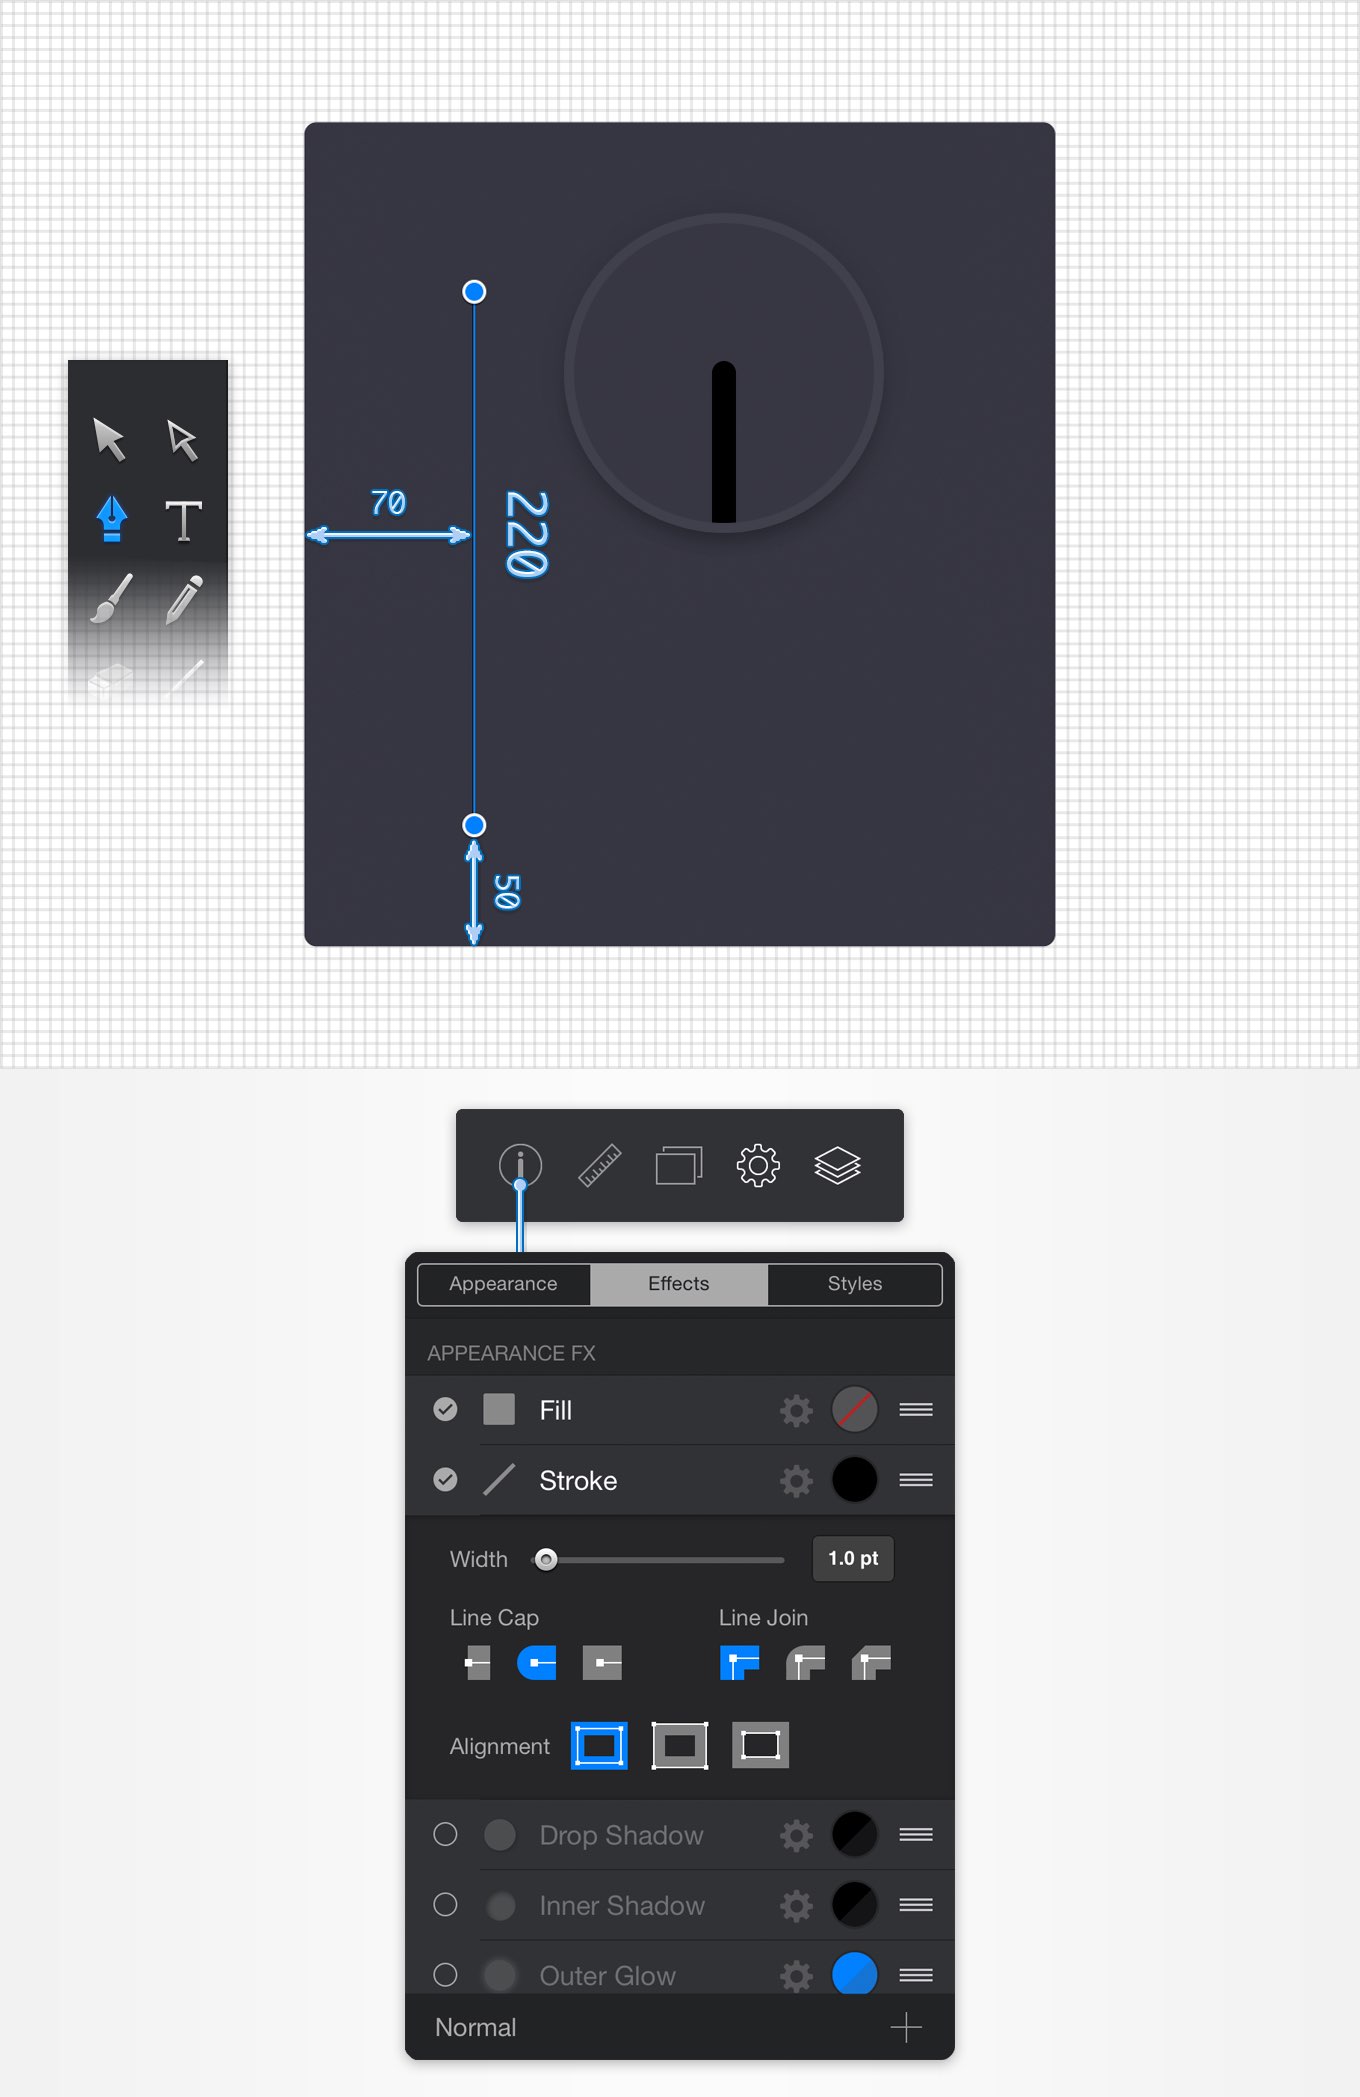 70
220
50
T
Appearance
Effects
Styles
APPEARANCE FX
Fill
Stroke
Width
1.0 pt
Line Cap
Line Join
Alignment
Drop Shadow
Inner Shadow
Outer Glow
Normal